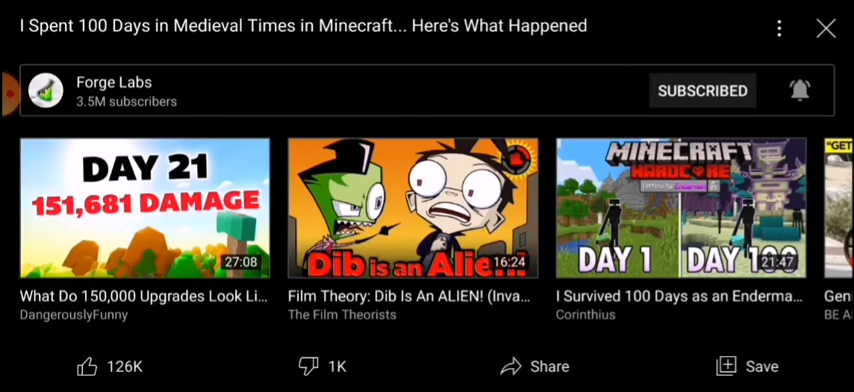 I Spent 100 Days in Medieval Times in Minecraft... Here's What Happened
Forge Labs
3.5M subscribers
SUBSCRIBED
DAY 21
151,681 DAMAGE
27:08
Dib is an Alie
16:24
MINECRAFT
HARDCORE
DAY 1
DAY 100
21:47
"GET
What Do 150,000 Upgrades Look Li...
DangerouslyFunny
Film Theory: Dib Is An ALIEN! (Inva...
The Film Theorists
I Survived 100 Days as an Enderma...
Corinthius
Gen
BE A
126K
1K
Share
Save